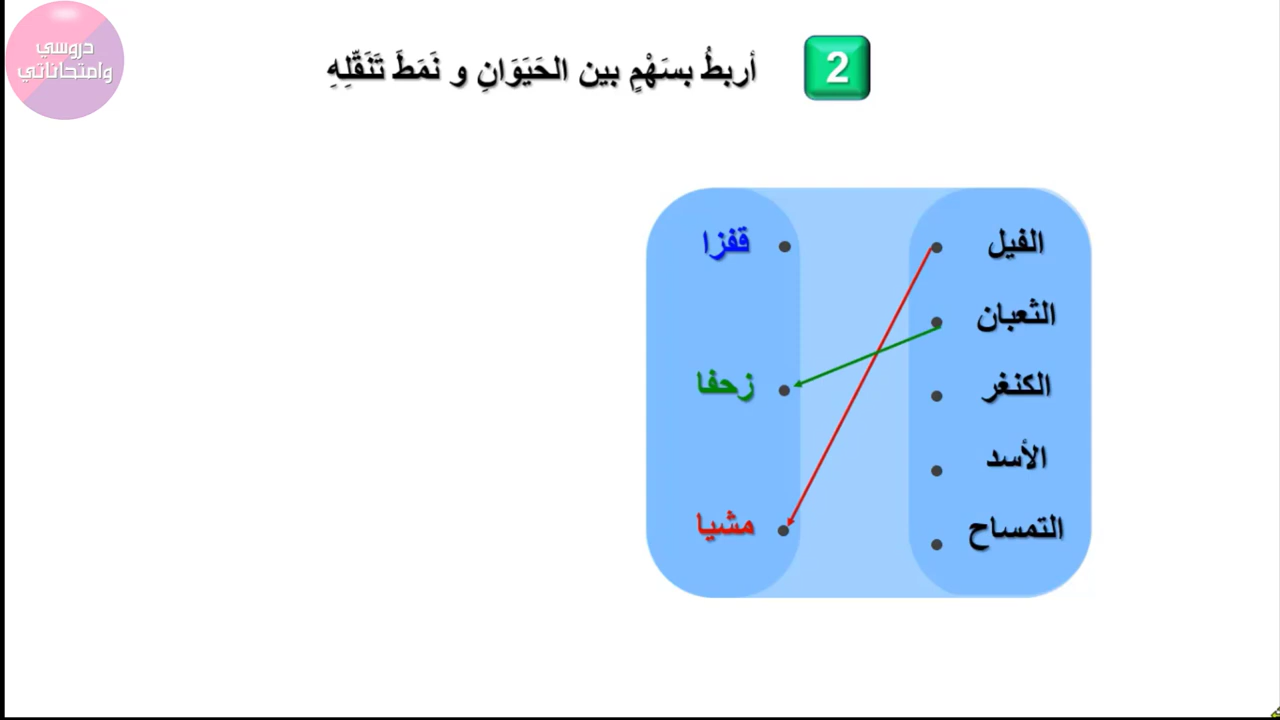 دروسي
وامتحاناتي
2 أربطُ بسَهْمٍ بين الحَيَوَانِ و نَمَطَ تَنَقّلِهِ
الفيل
قفزا
الثعبان
الكنغر
زحفا
الأسد
التمساح
مشيا